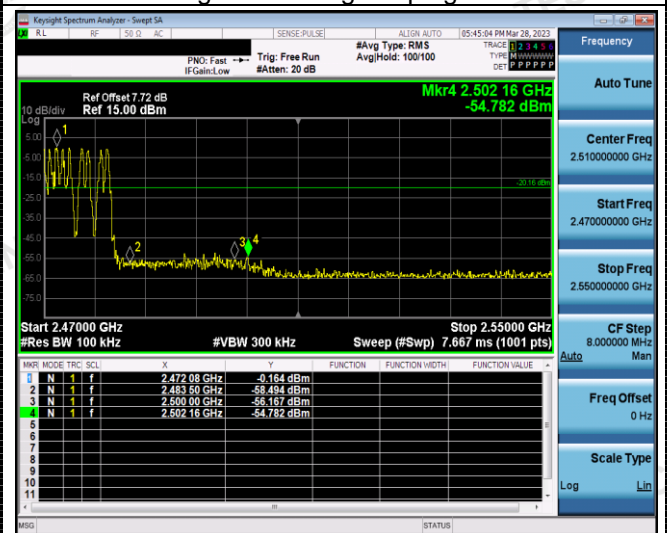 Keysight Spectrum Analyzer - Swept SA
RL RF 50 Ω AC SENSE:PULSE ALIGN AUTO 05:45:04 PM Mar 28, 2023
#Avg Type: RMS TRACE 1 2 3 4 5 6
PNO: Fast Trig: Free Run Avg|Hold: 100/100 TYPE M WWWWW
IFGain:Low #Atten: 20 dB DET P P P P P P
Frequency
Auto Tune
Center Freq
2.510000000 GHz
Start Freq
2.470000000 GHz
Stop Freq
2.550000000 GHz
CF Step
8.000000 MHz
Auto Man
Freq Offset
0 Hz
Scale Type
Log Lin
Mkr4 2.502 16 GHz
Ref Offset 7.72 dB
10 dB/div Ref 15.00 dBm -54.782 dBm
Log
5.00
-5.00
-15.0
-20.16 dBm
-25.0
-35.0
-45.0
-55.0
-65.0
-75.0
1
2
3
4
Start 2.47000 GHz Stop 2.55000 GHz
#Res BW 100 kHz #VBW 300 kHz Sweep (#Swp) 7.667 ms (1001 pts)
MKR MODE TRC SCL X Y FUNCTION FUNCTION WIDTH FUNCTION VALUE
1 N 1 f 2.472 08 GHz -0.164 dBm
2 N 1 f 2.483 50 GHz -58.494 dBm
3 N 1 f 2.500 00 GHz -56.167 dBm
4 N 1 f 2.502 16 GHz -54.782 dBm
5
6
7
8
9
10
11
MSG STATUS